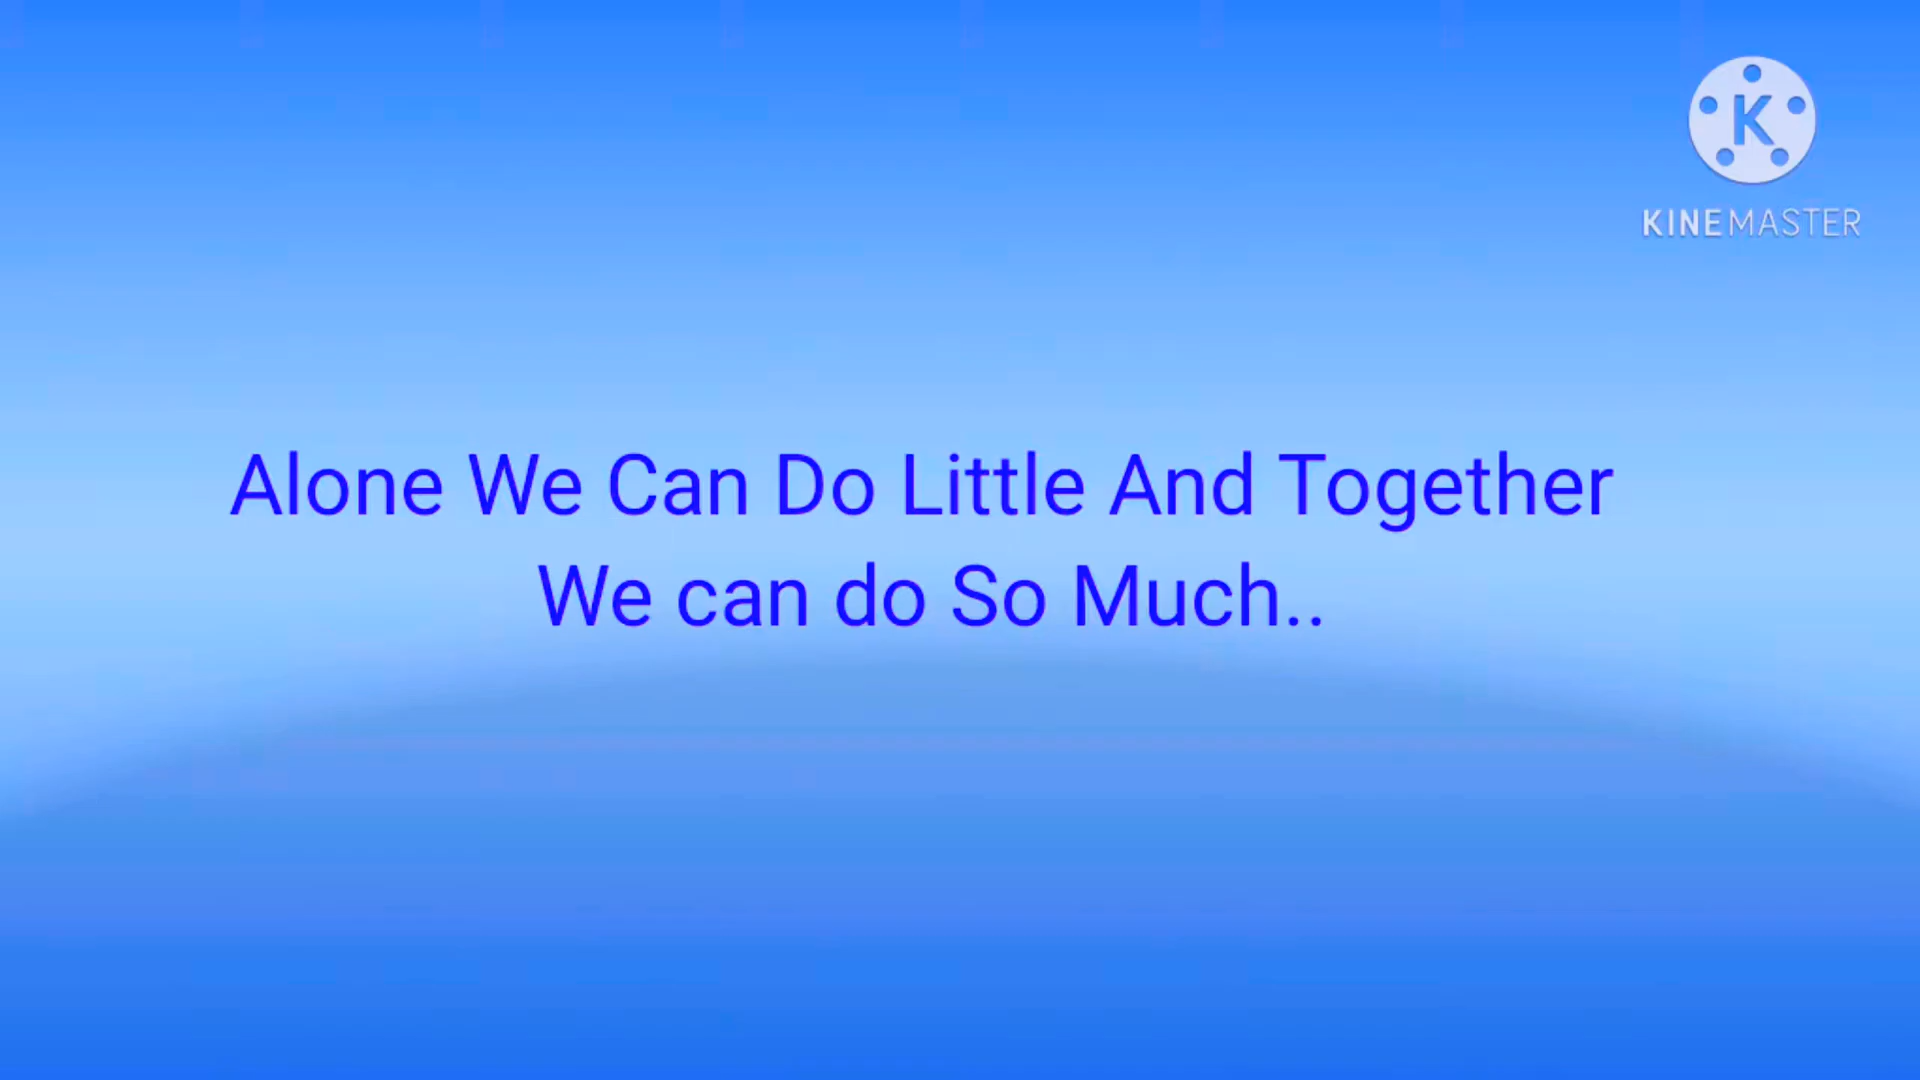 K
KINEMASTER
Alone We Can Do Little And Together
We can do So Much..